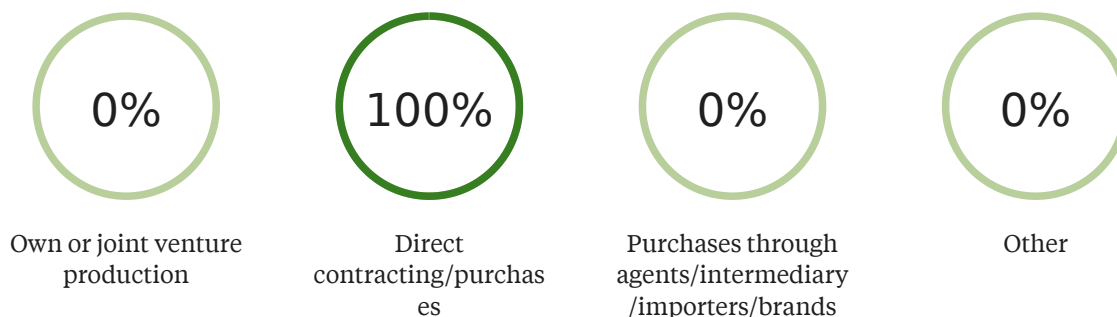 0%
100%
0%
0%
Own or joint venture
production
Direct
contracting/purchas
es
Purchases through
agents/intermediary
/importers/brands
Other